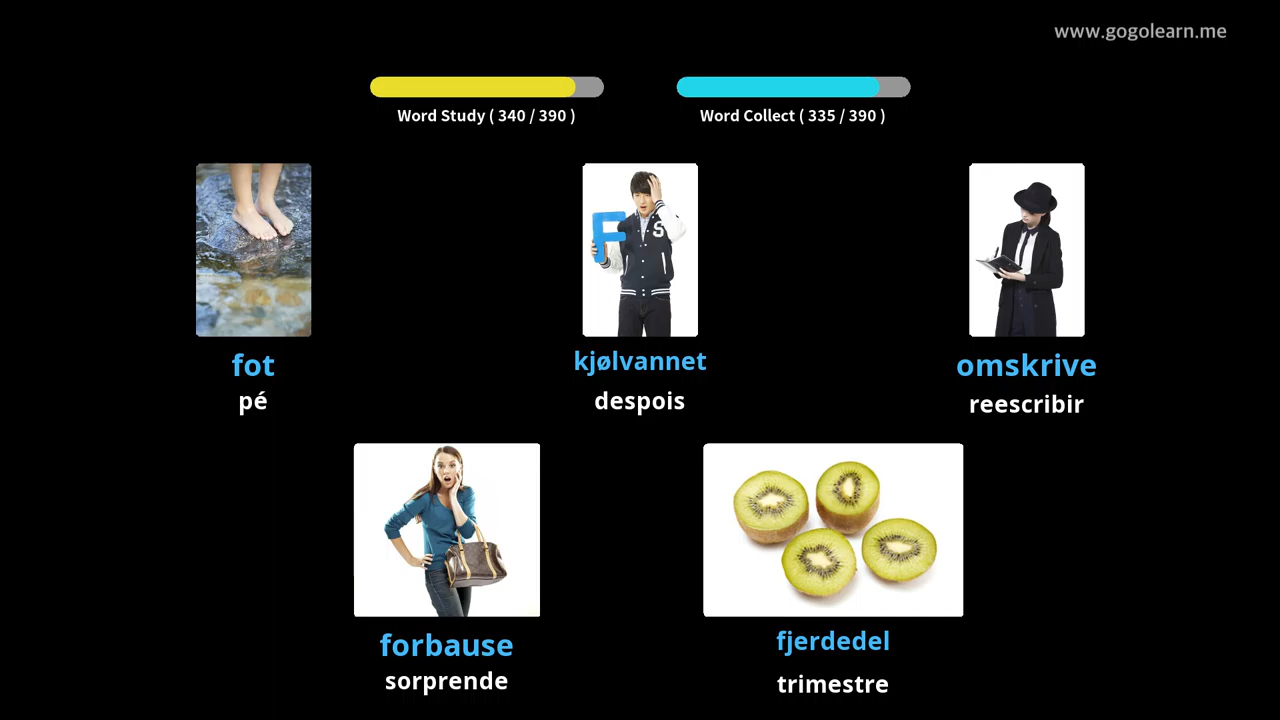 www.gogolearn.me
Word Study ( 340 / 390 )
Word Collect ( 335 / 390 )
F
S
fot
pé
kjølvannet
despois
omskrive
reescribir
forbause
sorprende
fjerdedel
trimestre